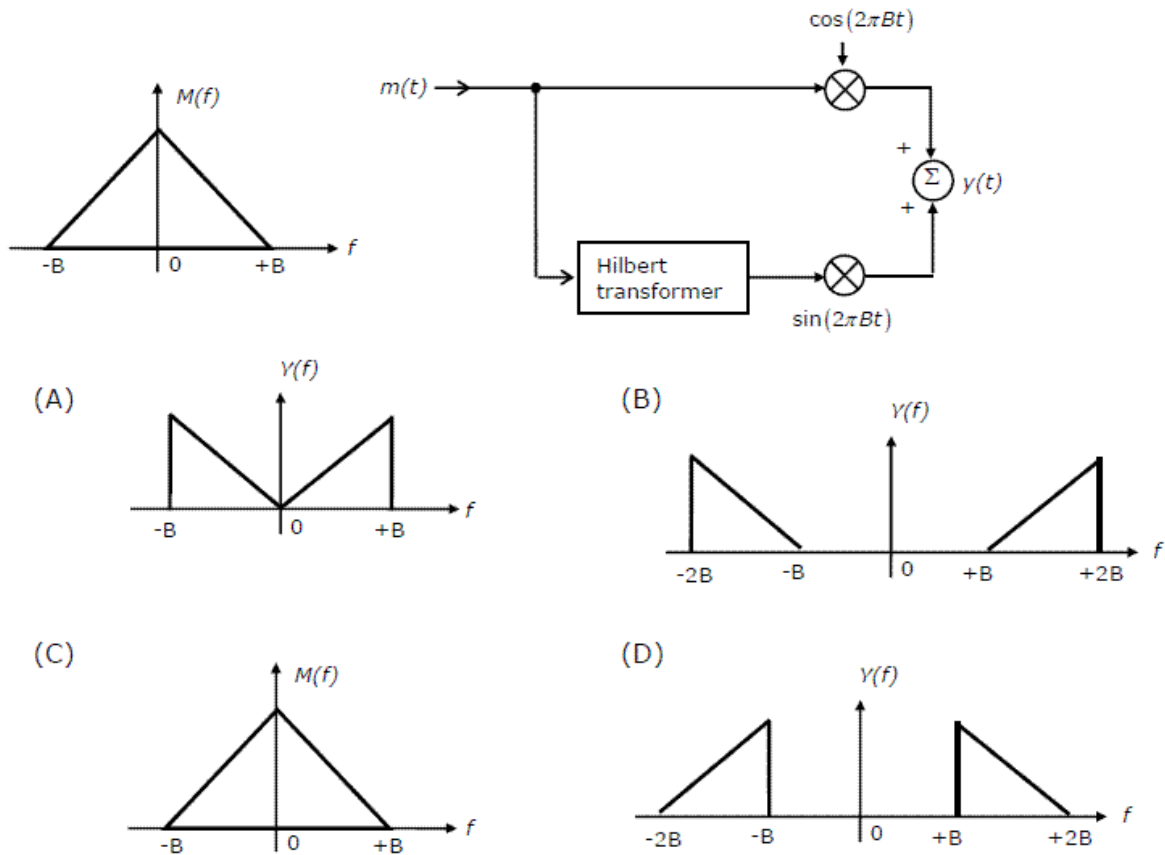 cos(2πBt)
M(f)
m(t)
+
Σ
y(t)
+
f
-B
0
+B
Hilbert
transformer
sin(2πBt)
(A)
Y(f)
f
-B
0
+B
(B)
Y(f)
f
-2B
-B
0
+B
+2B
(C)
M(f)
f
-B
0
+B
(D)
Y(f)
f
-2B
-B
0
+B
+2B